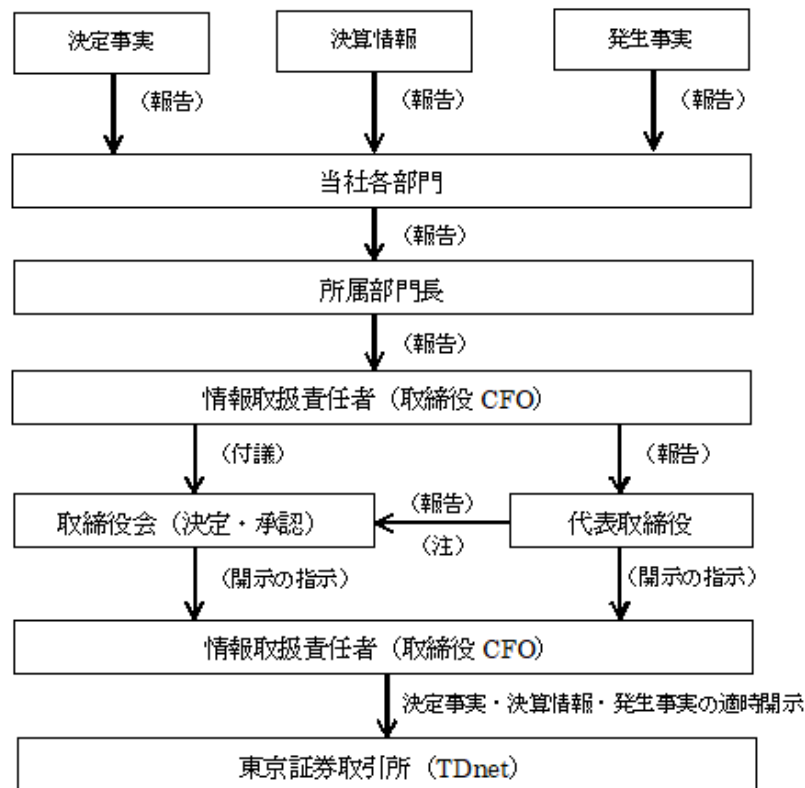 決定事実
決算情報
発生事実
（報告）
（報告）
（報告）
当社各部門
（報告）
所属部門長
（報告）
情報取扱責任者（取締役 CFO）
（付議）
（報告）
取締役会（決定・承認）
（報告）
（注）
代表取締役
（開示の指示）
（開示の指示）
情報取扱責任者（取締役 CFO）
決定事実・決算情報・発生事実の適時開示
東京証券取引所（TDnet）